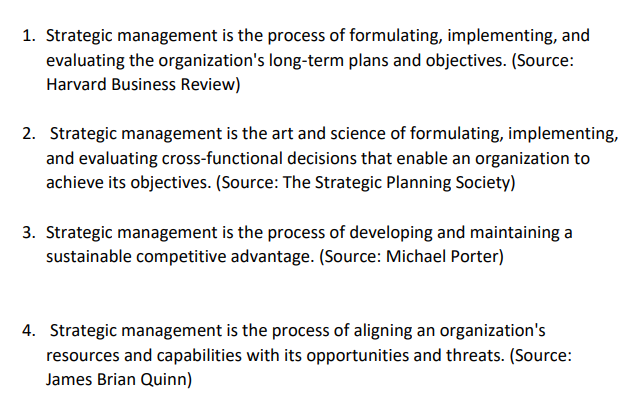 1. Strategic management is the process of formulating, implementing, and
evaluating the organization's long-term plans and objectives. (Source:
Harvard Business Review)
2. Strategic management is the art and science of formulating, implementing,
and evaluating cross-functional decisions that enable an organization to
achieve its objectives. (Source: The Strategic Planning Society)
3. Strategic management is the process of developing and maintaining a
sustainable competitive advantage. (Source: Michael Porter)
4. Strategic management is the process of aligning an organization's
resources and capabilities with its opportunities and threats. (Source:
James Brian Quinn)